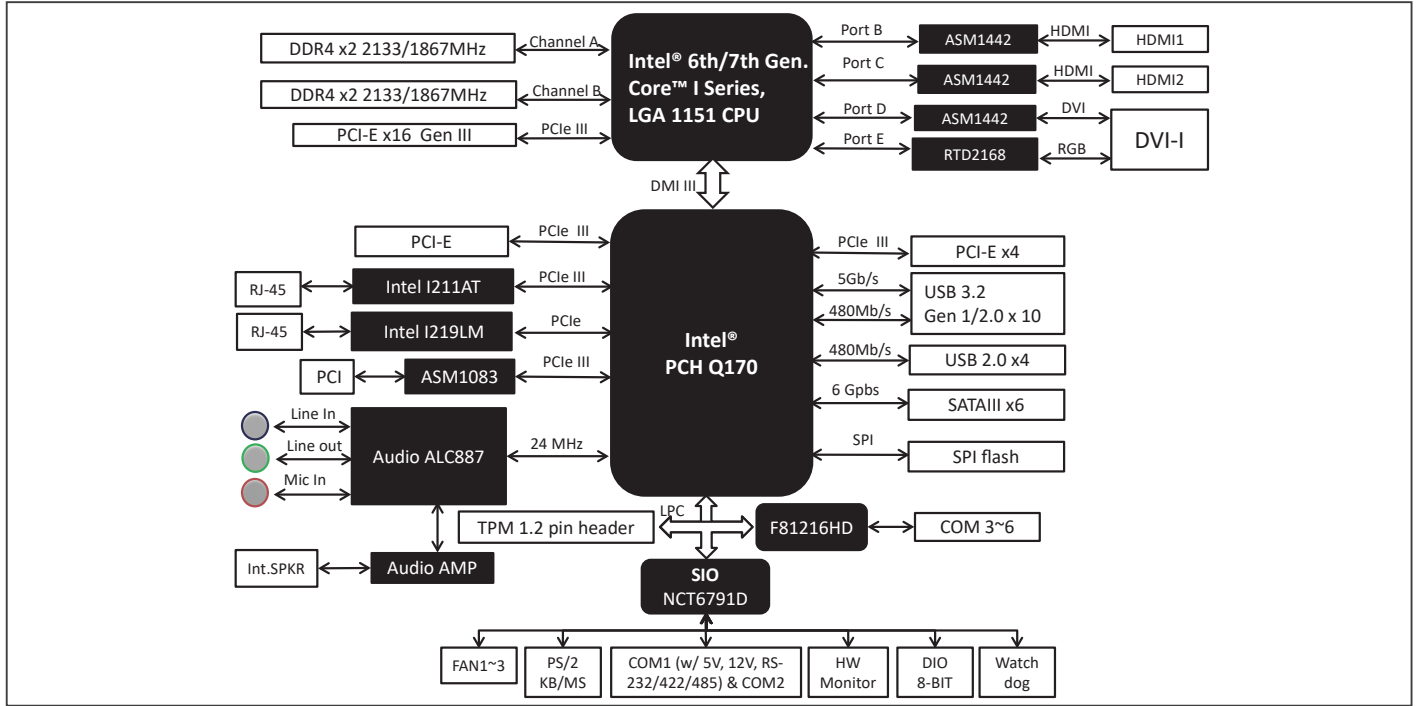 DDR4 x2 2133/1867MHz
Channel A
DDR4 x2 2133/1867MHz
Channel B
PCI-E x16 Gen III
PCIe III
Intel® 6th/7th Gen.
Core™ I Series,
LGA 1151 CPU
Port B
ASM1442
HDMI
HDMI1
Port C
ASM1442
HDMI
HDMI2
Port D
ASM1442
DVI
Port E
RTD2168
RGB
DVI-I
DMI III
PCI-E
PCIe III
RJ-45
Intel I211AT
PCIe III
RJ-45
Intel I219LM
PCIe
PCI
ASM1083
PCIe III
Line In
Line out
Mic In
Audio ALC887
24 MHz
Int.SPKR
Audio AMP
Intel®
PCH Q170
PCIe III
PCI-E x4
5Gb/s
480Mb/s
USB 3.2
Gen 1/2.0 x 10
480Mb/s
USB 2.0 x4
6 Gpbs
SATAIII x6
SPI
SPI flash
LPC
TPM 1.2 pin header
F81216HD
COM 3~6
SIO
NCT6791D
FAN1~3
PS/2
KB/MS
COM1 (w/ 5V, 12V, RS-
232/422/485) & COM2
HW
Monitor
DIO
8-BIT
Watch
dog